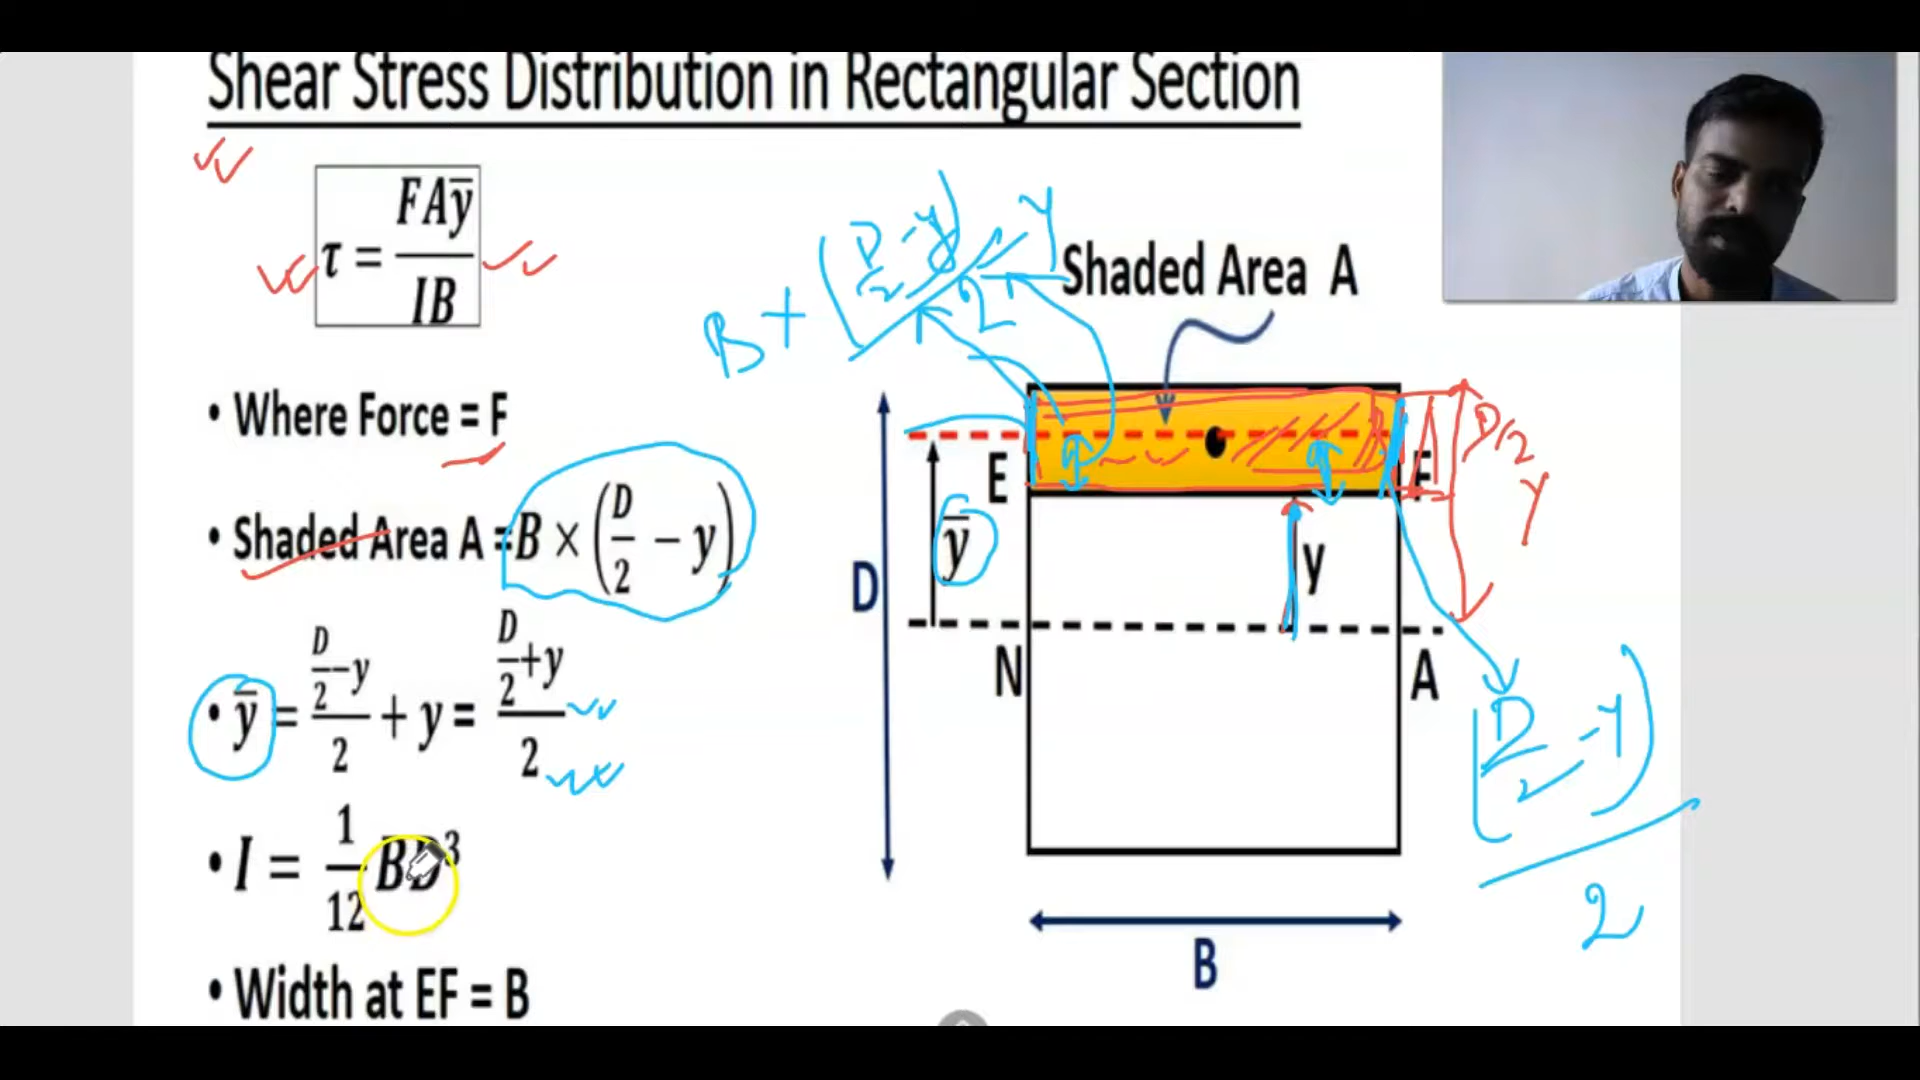 Shear Stress Distribution in Rectangular Section
τ = FAȳ / IB
• Where Force = F
• Shaded Area A = B × (D/2 − y)
• ȳ = (D/2 − y)/2 + y = (D/2 + y)/2
• I = 1/12 BD³
• Width at EF = B
B + (D/2 - y) / 2
y
Shaded Area A
E
F
D/2
y
ȳ
y
D
N
A
(D/2 - y) / 2
B